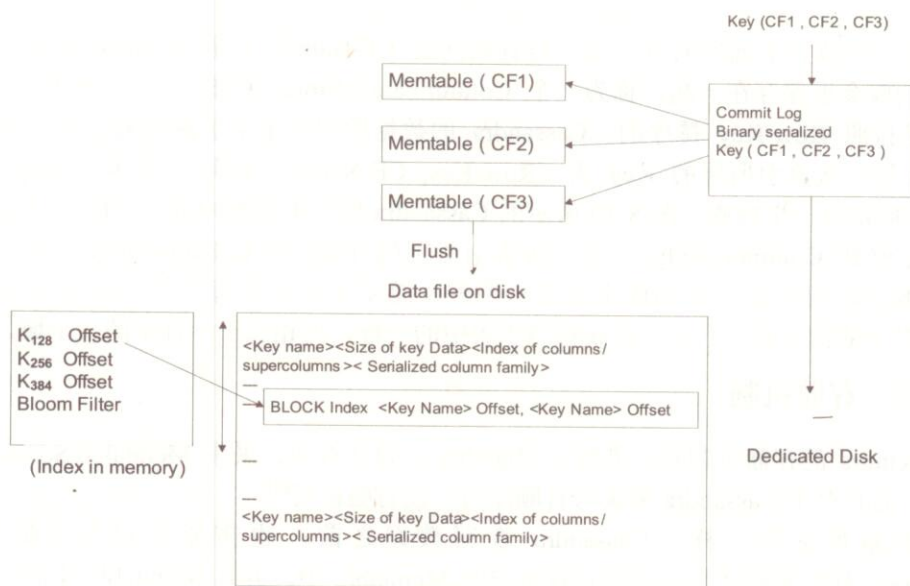 Key (CF1 , CF2 , CF3)
Memtable ( CF1)
Memtable ( CF2)
Memtable ( CF3)
Commit Log
Binary serialized
Key ( CF1 , CF2 , CF3 )
Flush
Data file on disk
K128 Offset
K256 Offset
K384 Offset
Bloom Filter
(Index in memory)
<Key name><Size of key Data><Index of columns/
supercolumns>< Serialized column family>
BLOCK Index <Key Name> Offset, <Key Name> Offset
<Key name><Size of key Data><Index of columns/
supercolumns>< Serialized column family>
Dedicated Disk